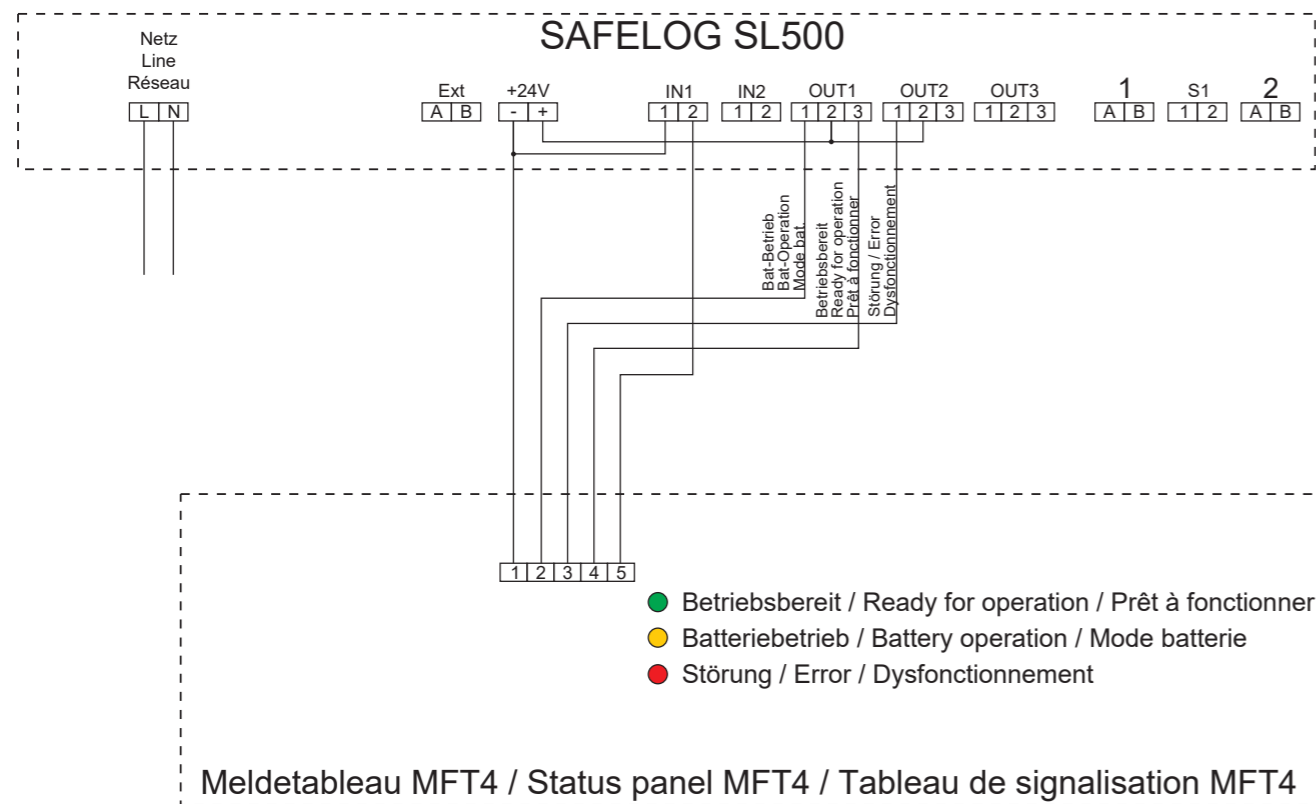 SAFELOG SL500
Netz
Line
Réseau
L N
Ext
A B
+24V
- +
IN1
1 2
IN2
1 2
OUT1
1 2 3
OUT2
1 2 3
OUT3
1 2 3
1
A B
S1
1 2
2
A B
Bat-Betrieb
Bat-Operation
Mode bat.
Betriebsbereit
Ready for operation
Prêt à fonctionner
Störung / Error
Dysfonctionnement
1 2 3 4 5
Betriebsbereit / Ready for operation / Prêt à fonctionner
Batteriebetrieb / Battery operation / Mode batterie
Störung / Error / Dysfonctionnement
Meldetableau MFT4 / Status panel MFT4 / Tableau de signalisation MFT4